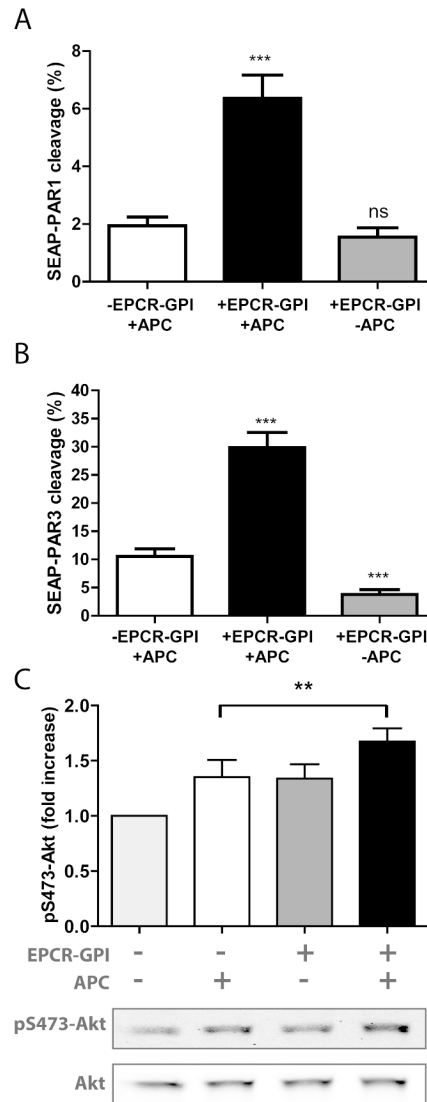 A
SEAP-PAR1 cleavage (%)
8
6
4
2
0
***
ns
-EPCR-GPI +EPCR-GPI +EPCR-GPI
+APC +APC -APC
B
SEAP-PAR3 cleavage (%)
40
35
30
25
20
15
10
5
0
***
***
-EPCR-GPI +EPCR-GPI +EPCR-GPI
+APC +APC -APC
C
pS473-Akt (fold increase)
2.0
1.5
1.0
0.5
0.0
**
EPCR-GPI - - + +
APC - + - +
pS473-Akt
Akt